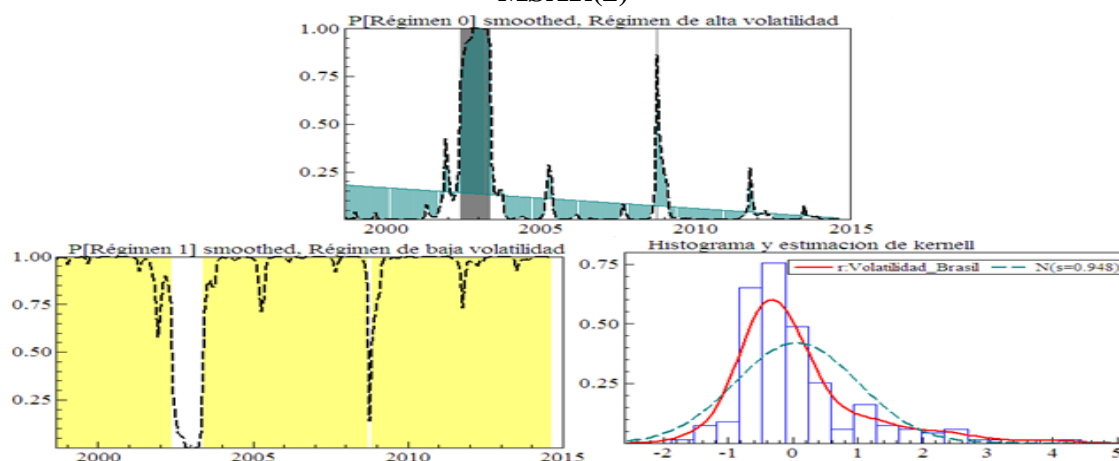 P[Régimen 0] smoothed, Régimen de alta volatilidad
1.00
0.75
0.50
0.25
2000 2005 2010 2015
P[Régimen 1] smoothed, Régimen de baja volatilidad
1.00
0.75
0.50
0.25
2000 2005 2010 2015
Histograma y estimación de kernell
r:Volatilidad_Brasil N(s=0.948)
0.75
0.50
0.25
-2 -1 0 1 2 3 4 5